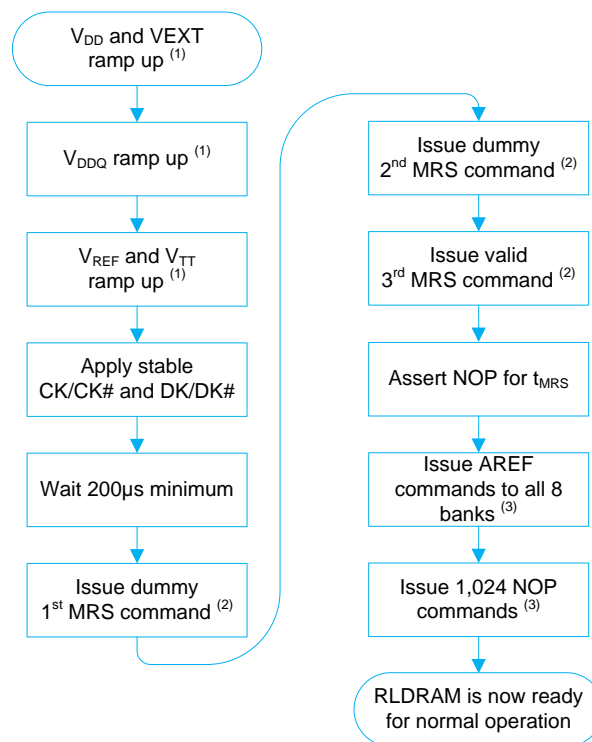 VDD and VEXT
ramp up (1)
VDDQ ramp up (1)
VREF and VTT
ramp up (1)
Apply stable
CK/CK# and DK/DK#
Wait 200µs minimum
Issue dummy
1st MRS command (2)
Issue dummy
2nd MRS command (2)
Issue valid
3rd MRS command (2)
Assert NOP for tMRS
Issue AREF
commands to all 8
banks (3)
Issue 1,024 NOP
commands (3)
RLDRAM is now ready
for normal operation